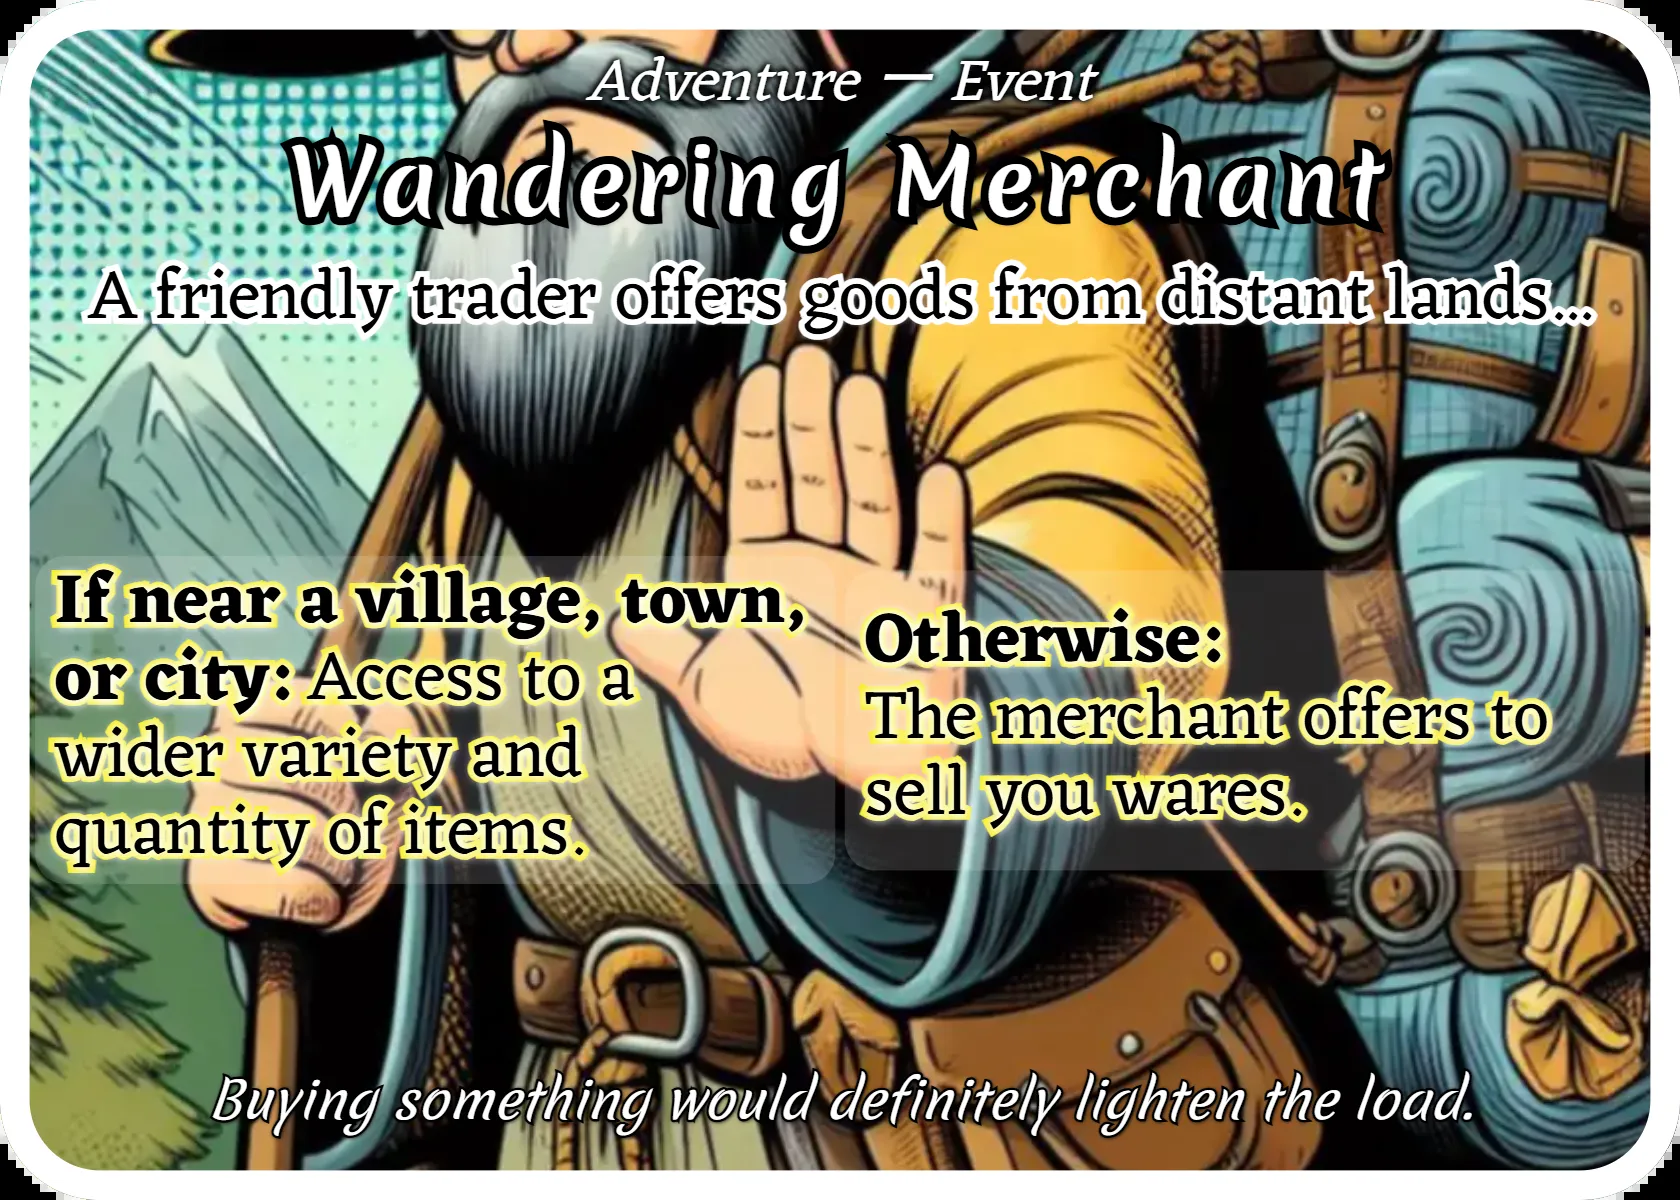 Adventure — Event
Wandering Merchant
A friendly trader offers goods from distant lands...
If near a village, town,
or city: Access to a
wider variety and
quantity of items.
Otherwise:
The merchant offers to
sell you wares.
Buying something would definitely lighten the load.